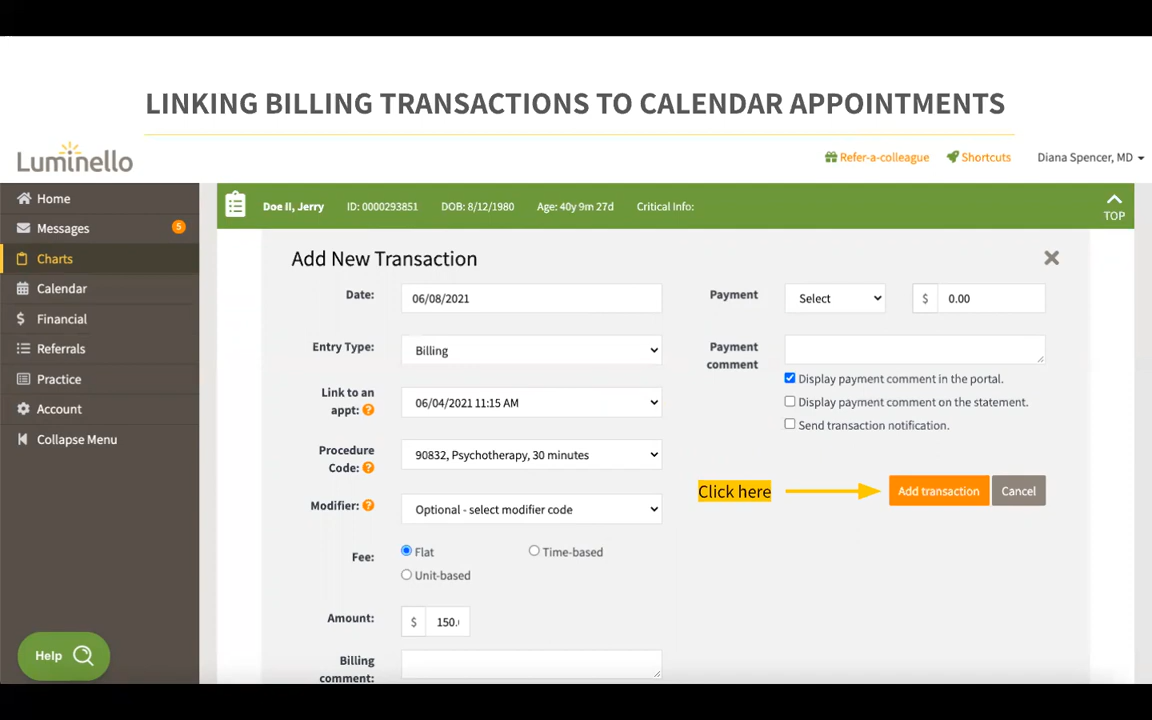 LINKING BILLING TRANSACTIONS TO CALENDAR APPOINTMENTS
Luminello
Refer-a-colleague
Shortcuts
Diana Spencer, MD
Home
Messages
5
Charts
Calendar
Financial
Referrals
Practice
Account
Collapse Menu
Help
Doe II, Jerry ID: 0000293851 DOB: 8/12/1980 Age: 40y 9m 27d Critical Info:
TOP
Add New Transaction
Date: 06/08/2021
Entry Type: Billing
Link to an
appt: ? 06/04/2021 11:15 AM
Procedure
Code: ? 90832, Psychotherapy, 30 minutes
Modifier: ? Optional - select modifier code
Fee: Flat Time-based
Unit-based
Amount: $ 150.
Billing
comment:
Payment Select $ 0.00
Payment
comment
Display payment comment in the portal.
Display payment comment on the statement.
Send transaction notification.
Click here
Add transaction
Cancel